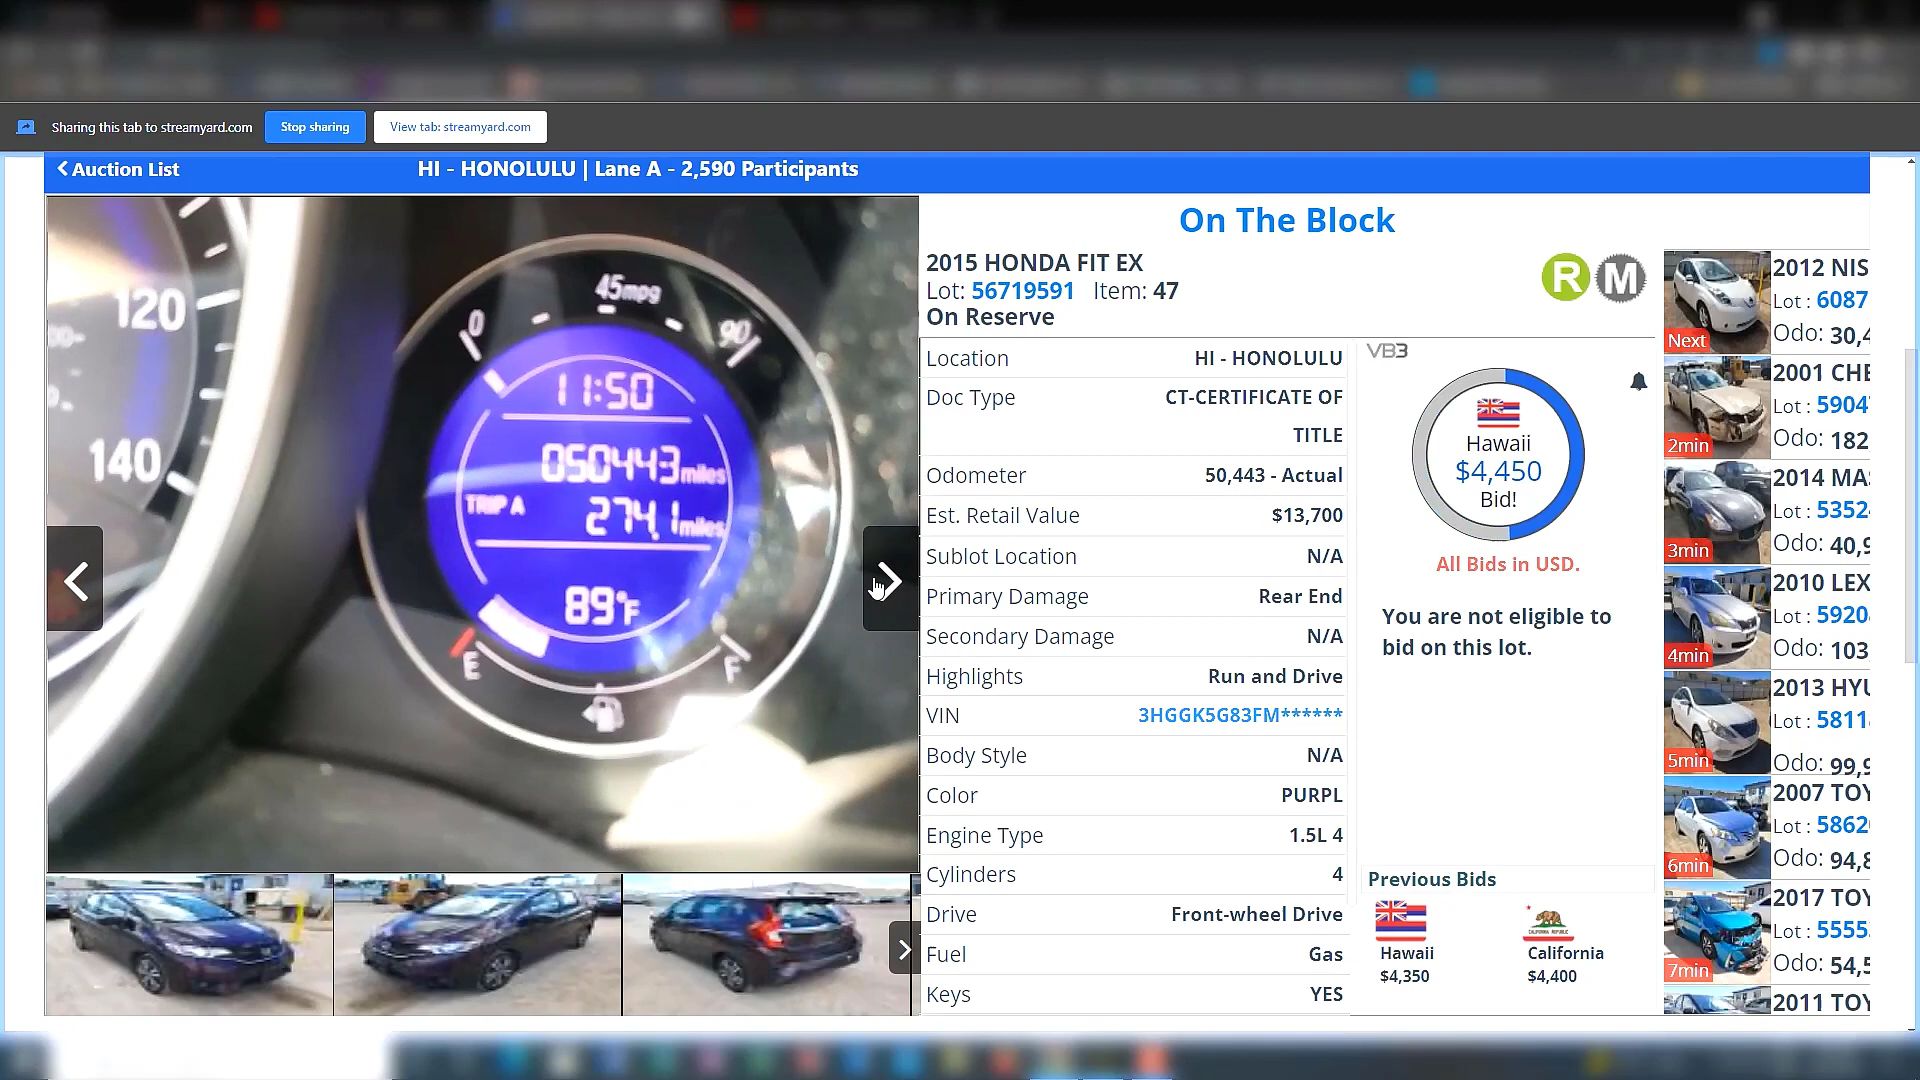 Sharing this tab to streamyard.com
Stop sharing
View tab: streamyard.com
Auction List
HI - HONOLULU | Lane A - 2,590 Participants
120
140
45mpg
0
90
11:50
050443 miles
TRIP A
274.1 miles
89°F
E
F
On The Block
2015 HONDA FIT EX
Lot: 56719591 Item: 47
On Reserve
R
M
Location HI - HONOLULU
Doc Type CT-CERTIFICATE OF
TITLE
Odometer 50,443 - Actual
Est. Retail Value $13,700
Sublot Location N/A
Primary Damage Rear End
Secondary Damage N/A
Highlights Run and Drive
VIN 3HGGK5G83FM******
Body Style N/A
Color PURPL
Engine Type 1.5L 4
Cylinders 4
Drive Front-wheel Drive
Fuel Gas
Keys YES
VB3
Hawaii
$4,450
Bid!
All Bids in USD.
You are not eligible to
bid on this lot.
Previous Bids
Hawaii
$4,350
California
$4,400
2012 NIS
Lot : 6087
Odo: 30,4
Next
2001 CHE
Lot : 5904
Odo: 182
2min
2014 MA
Lot : 5352
Odo: 40,9
3min
2010 LEX
Lot : 5920
Odo: 103
4min
2013 HYU
Lot : 5811
Odo: 99,9
5min
2007 TOY
Lot : 5862
Odo: 94,8
6min
2017 TOY
Lot : 5555
Odo: 54,5
7min
2011 TOY